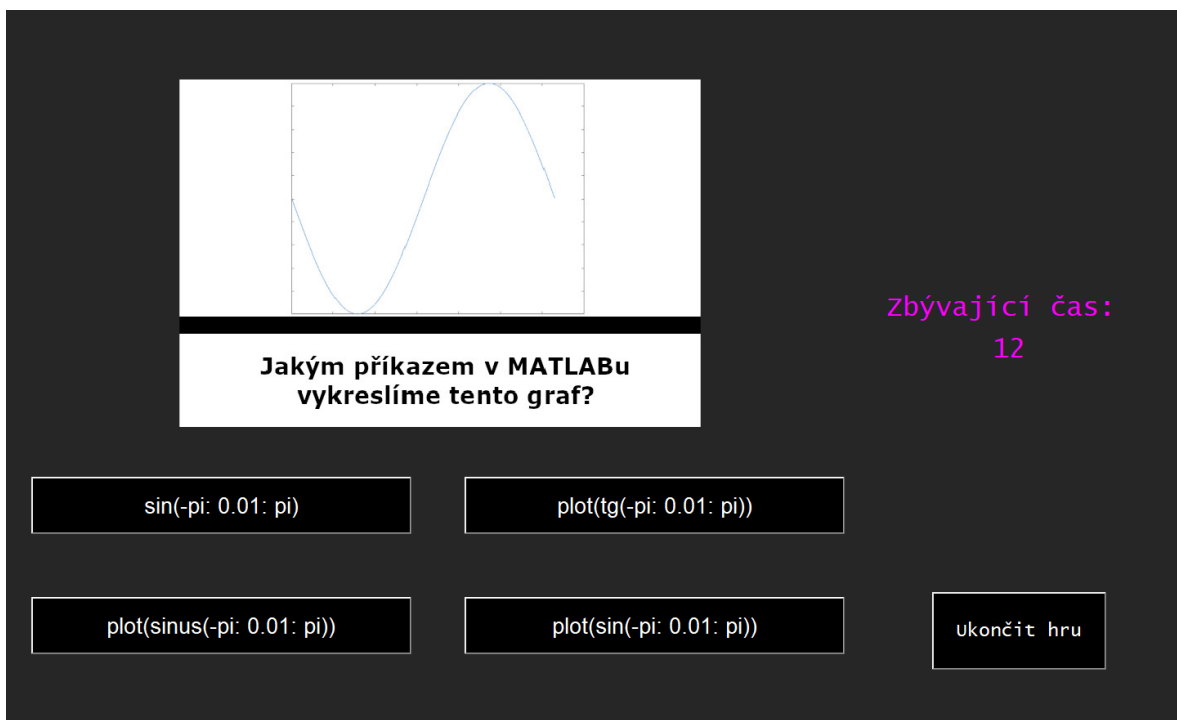 Jakým příkazem v MATLABu
vykreslíme tento graf?
Zbývající čas:
12
sin(-pi: 0.01: pi)
plot(tg(-pi: 0.01: pi))
plot(sinus(-pi: 0.01: pi))
plot(sin(-pi: 0.01: pi))
Ukončit hru